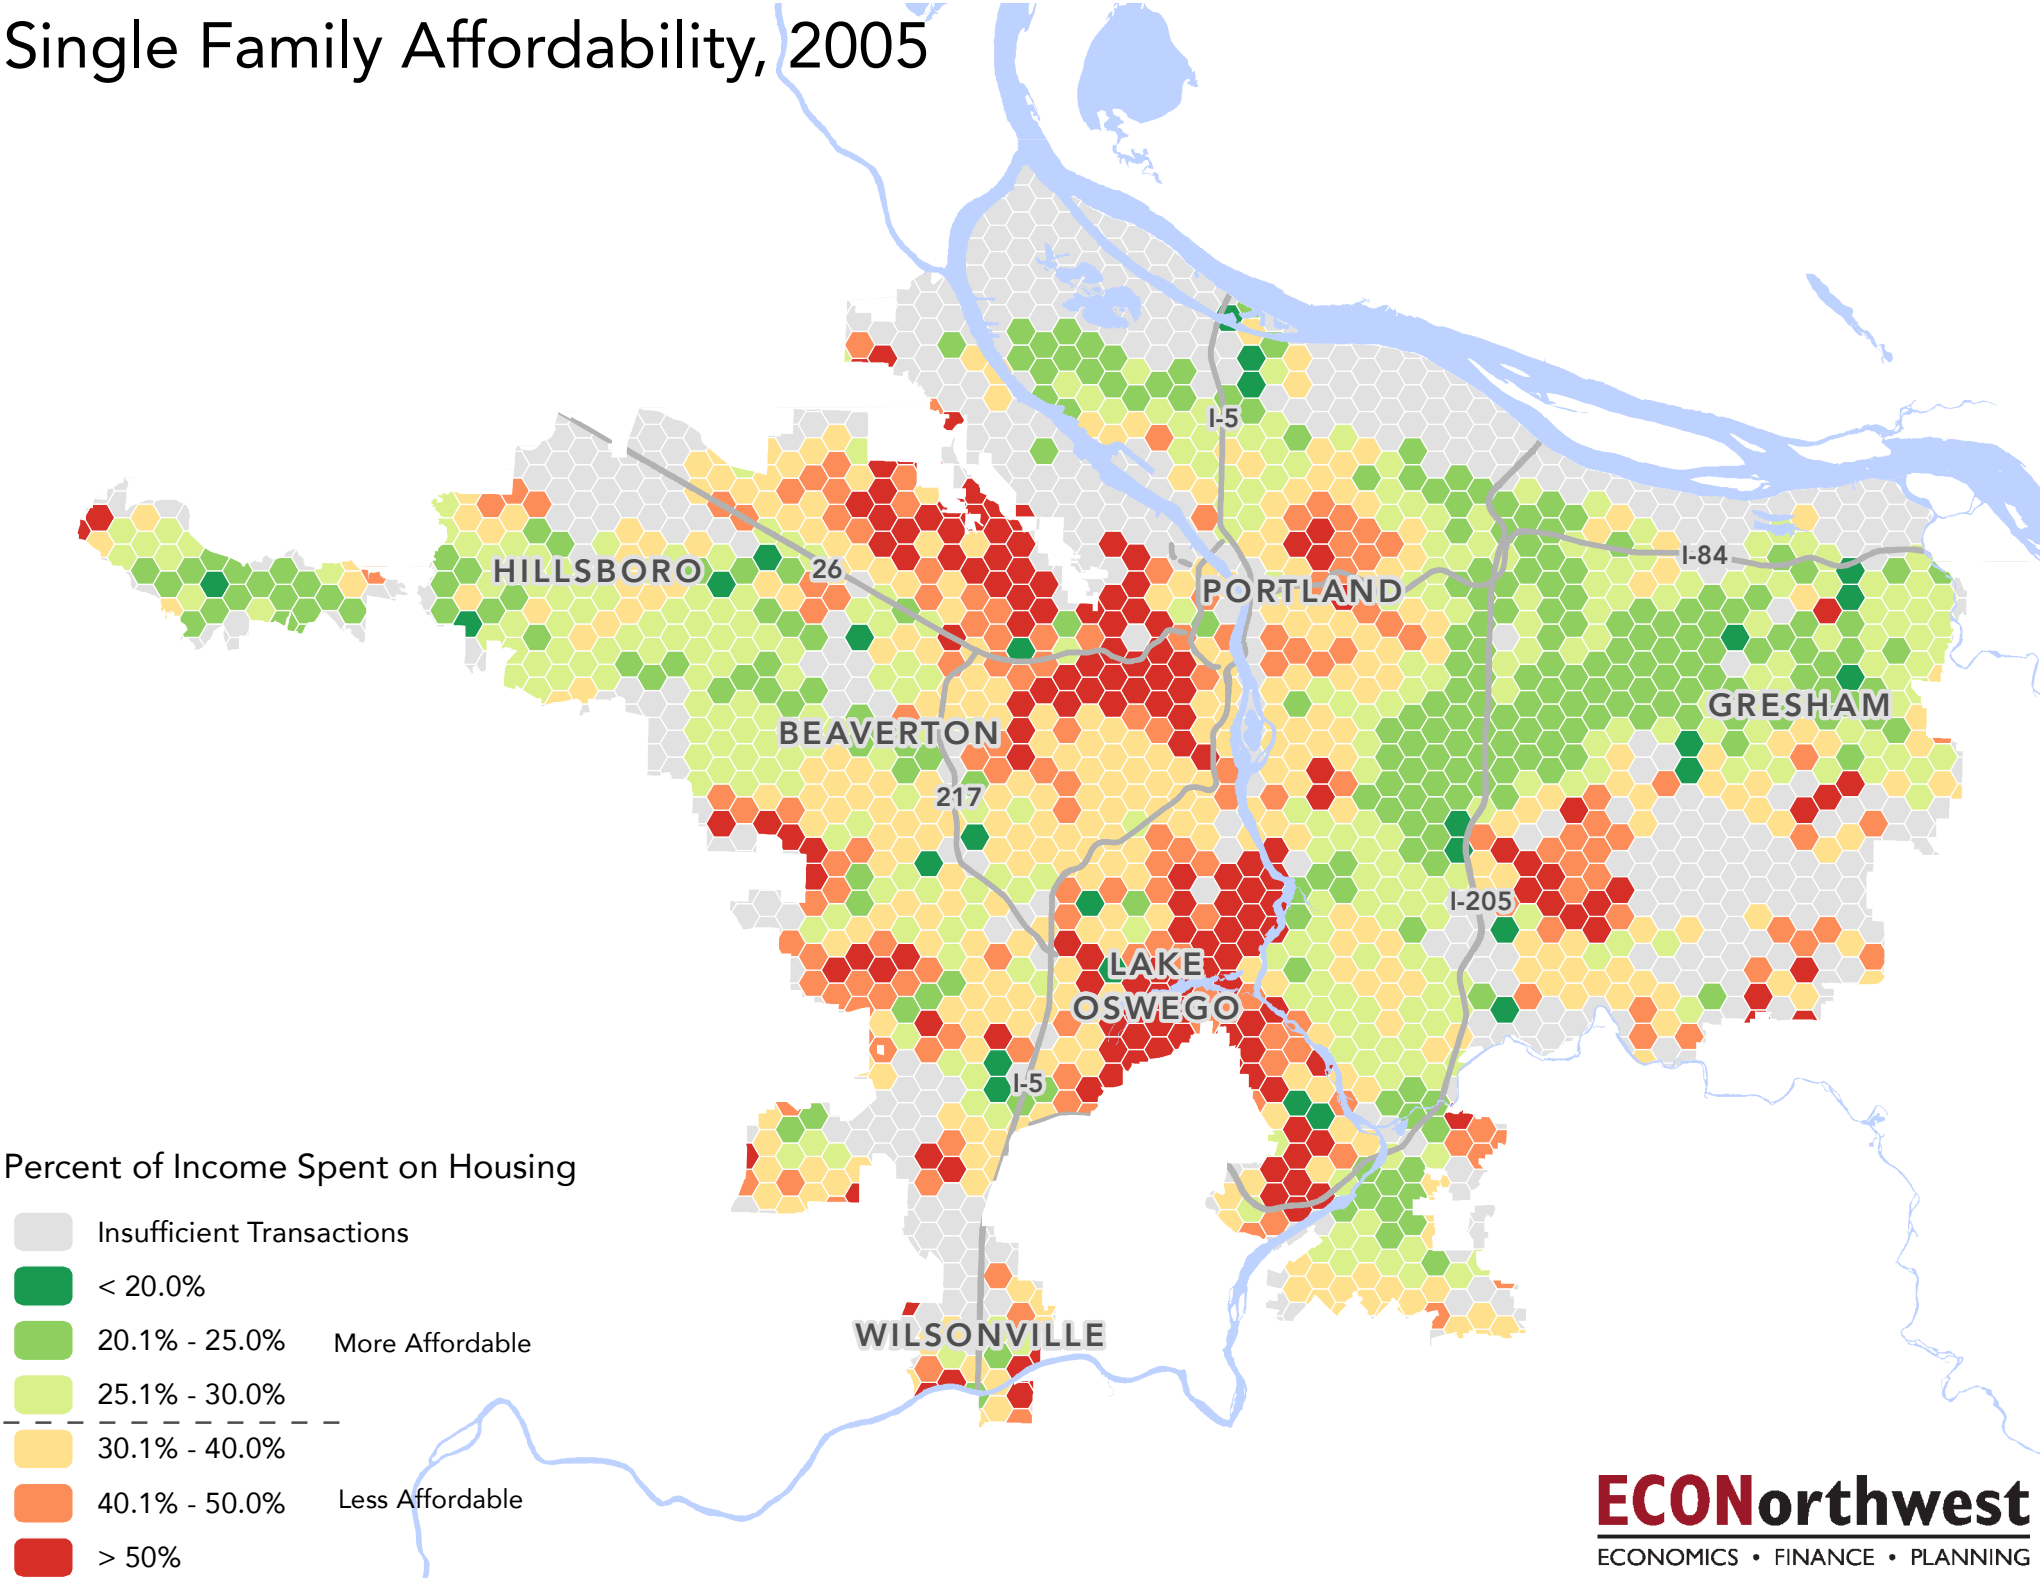 Single Family Affordability, 2005
I-5
HILLSBORO
26
PORTLAND
I-84
BEAVERTON
GRESHAM
217
I-205
LAKE
OSWEGO
I-5
WILSONVILLE
Percent of Income Spent on Housing
Insufficient Transactions
< 20.0%
20.1% - 25.0% More Affordable
25.1% - 30.0%
30.1% - 40.0%
40.1% - 50.0% Less Affordable
> 50%
ECONorthwest
ECONOMICS • FINANCE • PLANNING